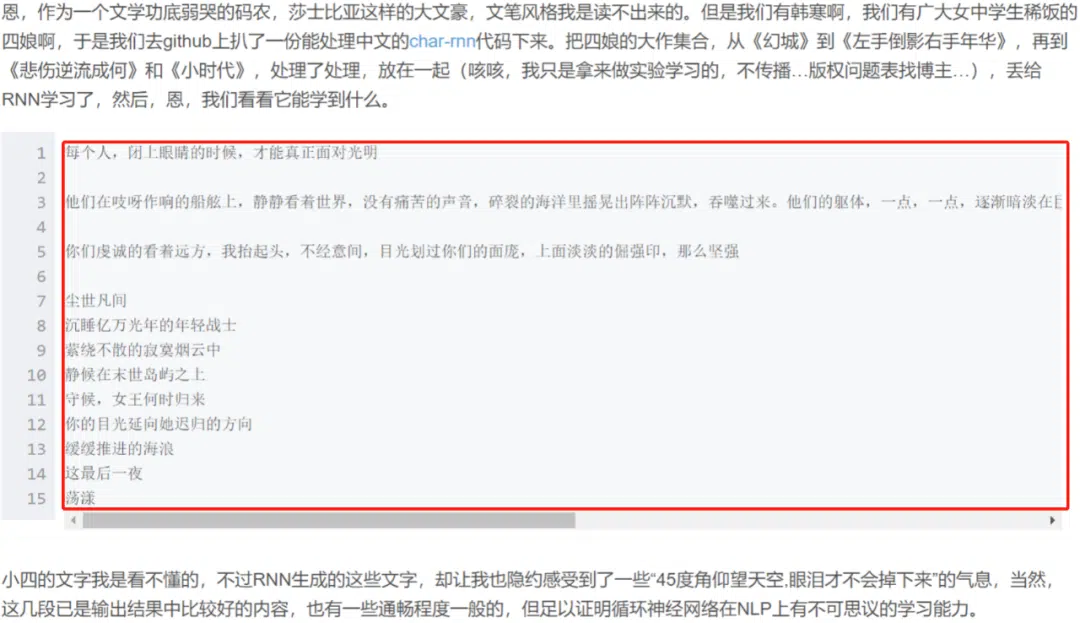 恩，作为一个文学功底弱哭的码农，莎士比亚这样的大文豪，文笔风格我是读不出来的。但是我们有韩寒啊，我们有广大女中学生稀饭的
四娘啊，于是我们去github上扒了一份能处理中文的char-rnn代码下来。把四娘的大作集合，从《幻城》到《左手倒影右手年华》，再到
《悲伤逆流成何》和《小时代》，处理了处理，放在一起（咳咳，我只是拿来做实验学习的，不传播...版权问题表找博主...），丢给
RNN学习了，然后，恩，我们看看它能学到什么。
1 每个人，闭上眼睛的时候，才能真正面对光明
2
3 他们在吱呀作响的船舷上，静静看着世界，没有痛苦的声音，碎裂的海洋里摇晃出阵阵沉默，吞噬过来。他们的躯体，一点，一点，逐渐暗淡在
4
5 你们虔诚的看着远方，我抬起头，不经意间，目光划过你们的面庞，上面淡淡的倔强印，那么坚强
6
7 尘世凡间
8 沉睡亿万光年的年轻战士
9 萦绕不散的寂寞烟云中
10 静候在末世岛屿之上
11 守候，女王何时归来
12 你的目光延向她迟归的方向
13 缓缓推进的海浪
14 这最后一夜
15 荡漾
小四的文字我是看不懂的，不过RNN生成的这些文字，却让我也隐约感受到了一些“45度角仰望天空,眼泪才不会掉下来”的气息，当然，
这几段已是输出结果中比较好的内容，也有一些通畅程度一般的，但足以证明循环神经网络在NLP上有不可思议的学习能力。